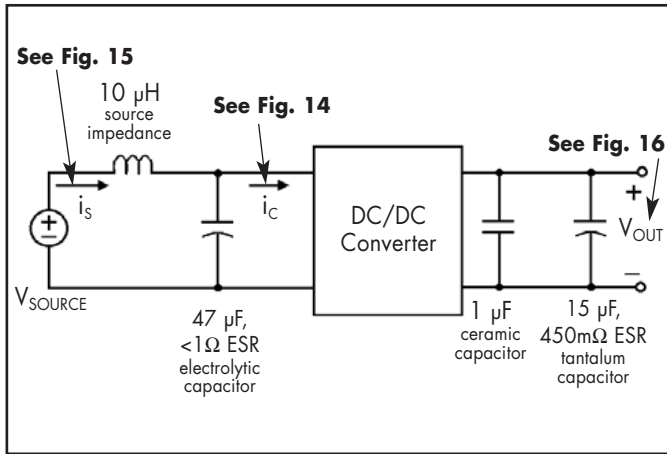 See Fig. 15
10 µH
source
impedance
See Fig. 14
See Fig. 16
i_S
i_C
DC/DC
Converter
+
V_OUT
−
+
−
V_SOURCE
47 µF,
<1Ω ESR
electrolytic
capacitor
1 µF
ceramic
capacitor
15 µF,
450mΩ ESR
tantalum
capacitor